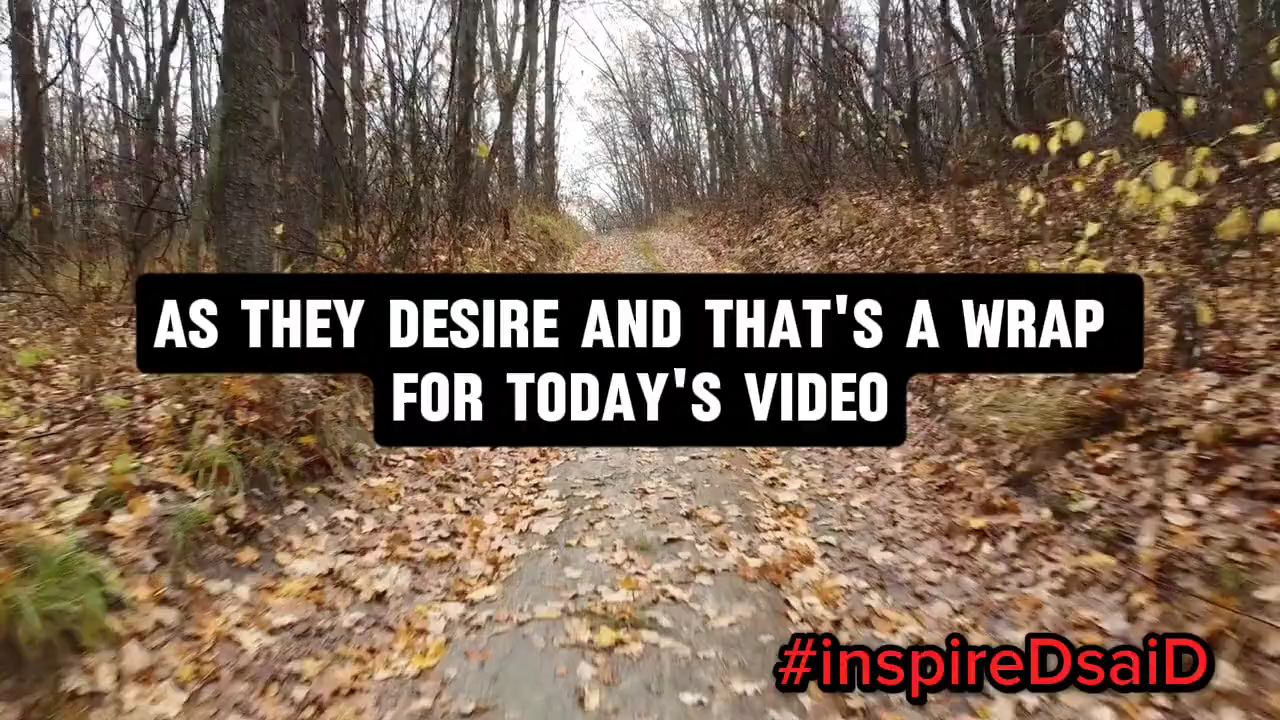 AS THEY DESIRE AND THAT'S A WRAP
FOR TODAY'S VIDEO
#inspireDsaiD